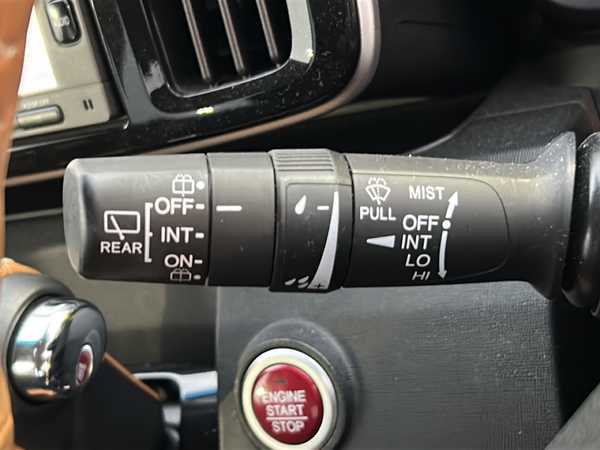 REAR
OFF
INT
ON
−
+
PULL
MIST
OFF
INT
LO
HI
ENGINE
START
STOP